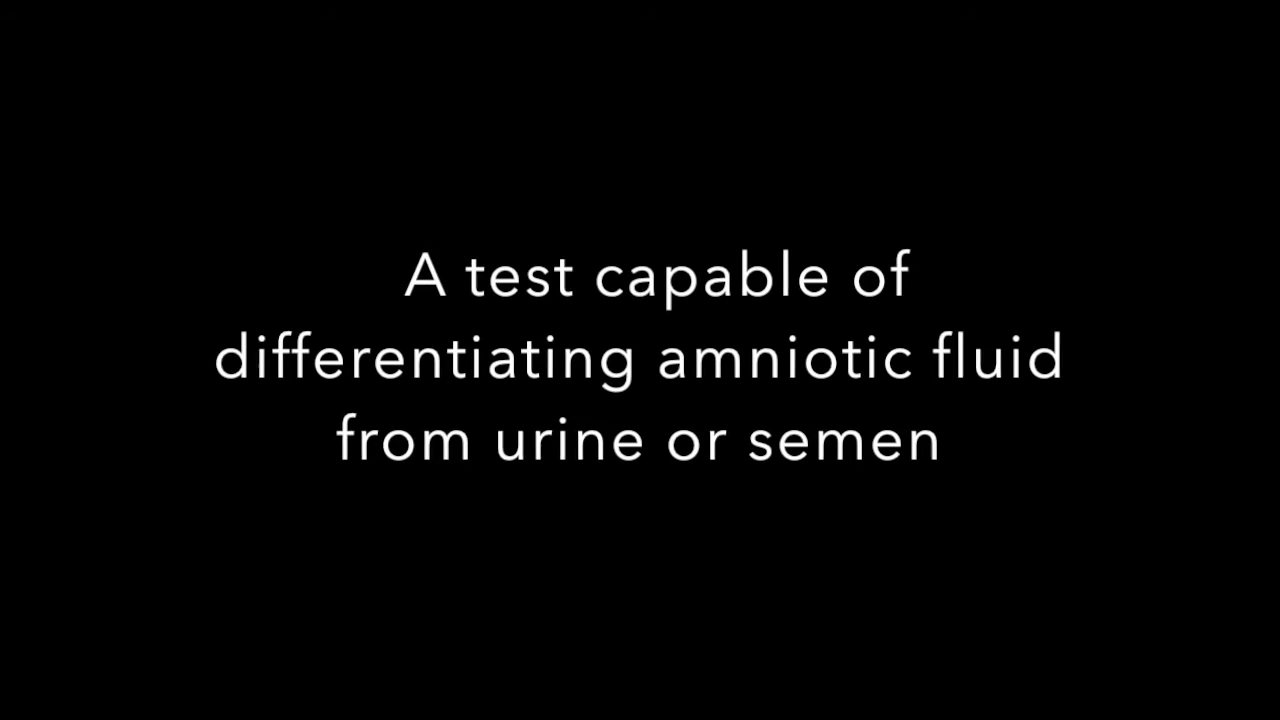 A test capable of
differentiating amniotic fluid
from urine or semen